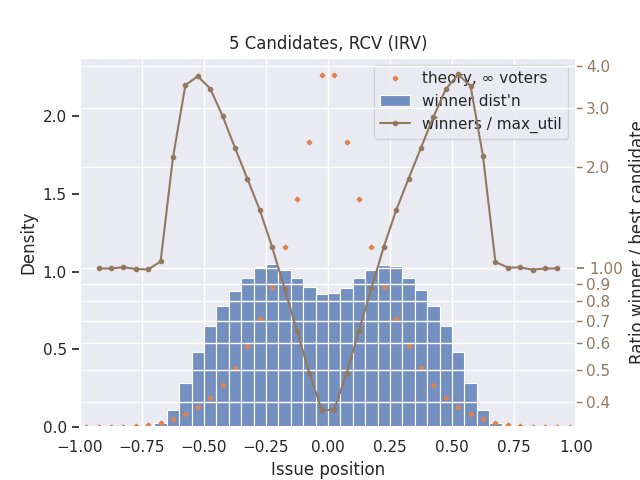 5 Candidates, RCV (IRV)
theory, ∞ voters
winner dist'n
winners / max_util
Density
2.0
1.5
1.0
0.5
0.0
4.0
3.0
2.0
1.00
0.9
0.8
0.7
0.6
0.5
0.4
Ratio winner / best candidate
−1.00 −0.75 −0.50 −0.25 0.00 0.25 0.50 0.75 1.00
Issue position